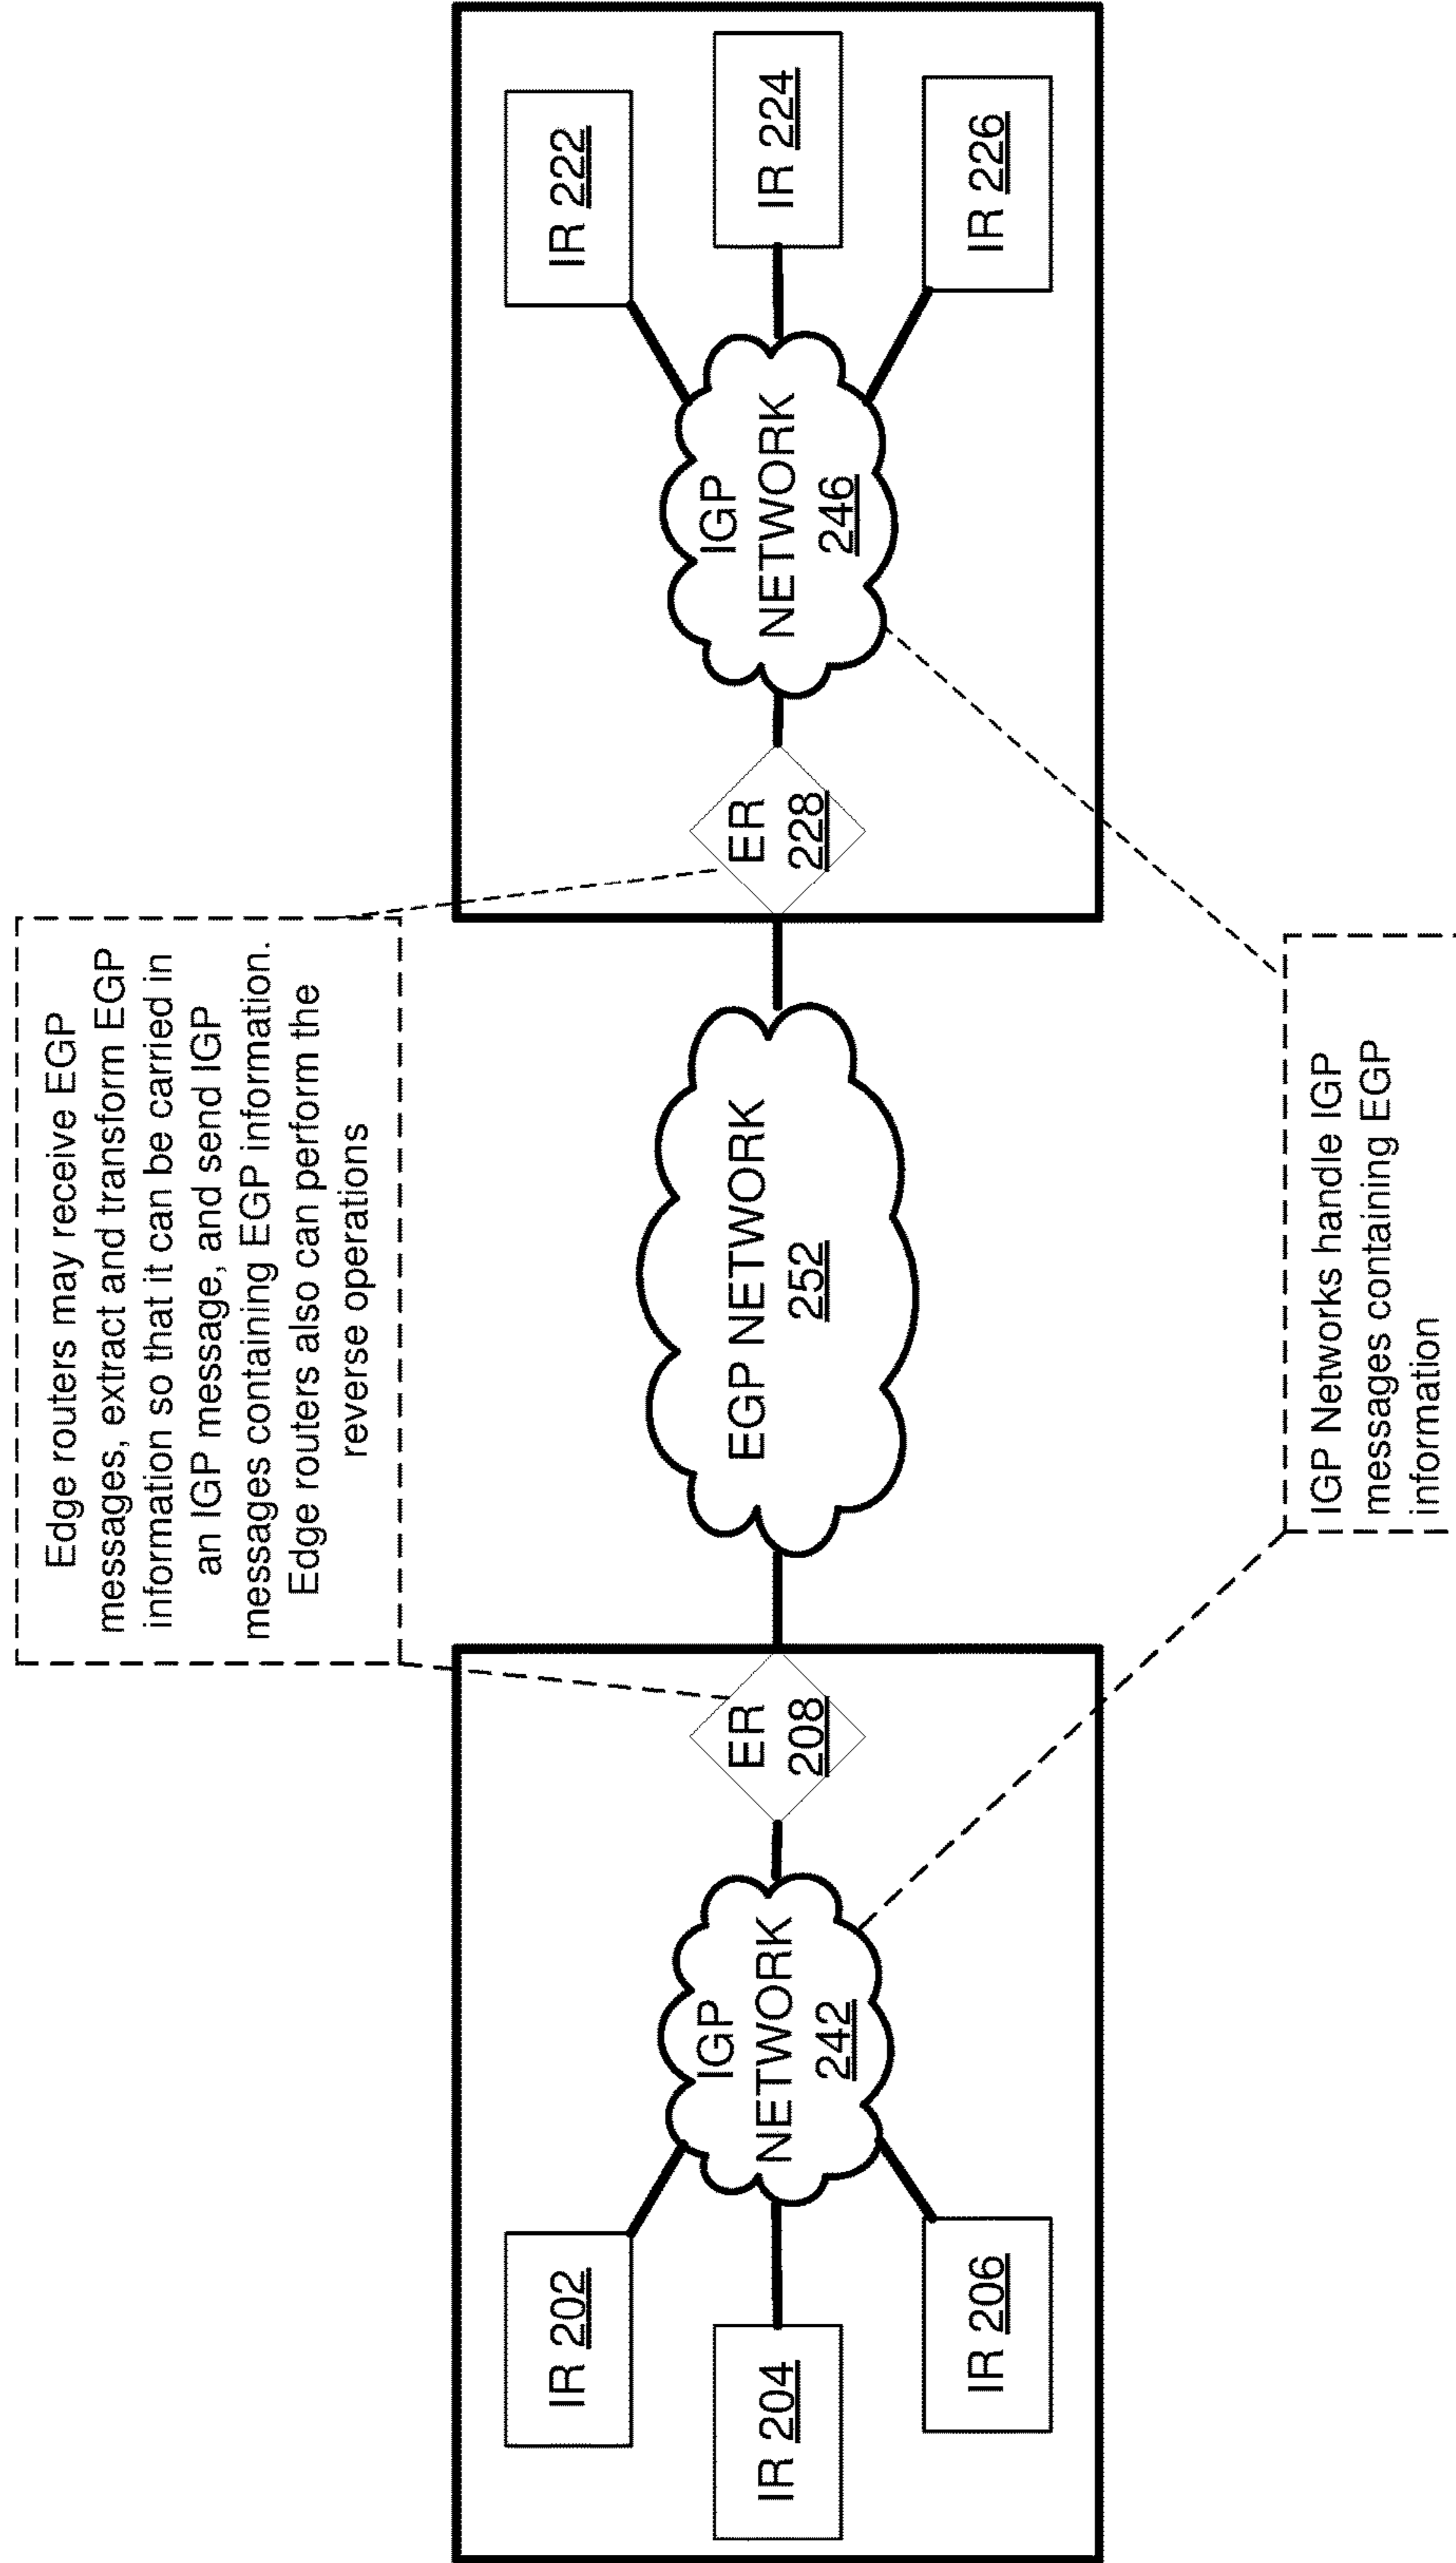 Edge routers may receive EGP
messages, extract and transform EGP
information so that it can be carried in
an IGP message, and send IGP
messages containing EGP information.
Edge routers also can perform the
reverse operations
IR 202
IR 204
IR 206
IGP
NETWORK
242
ER
208
EGP NETWORK
252
ER
228
IGP
NETWORK
246
IR 222
IR 224
IR 226
IGP Networks handle IGP
messages containing EGP
information